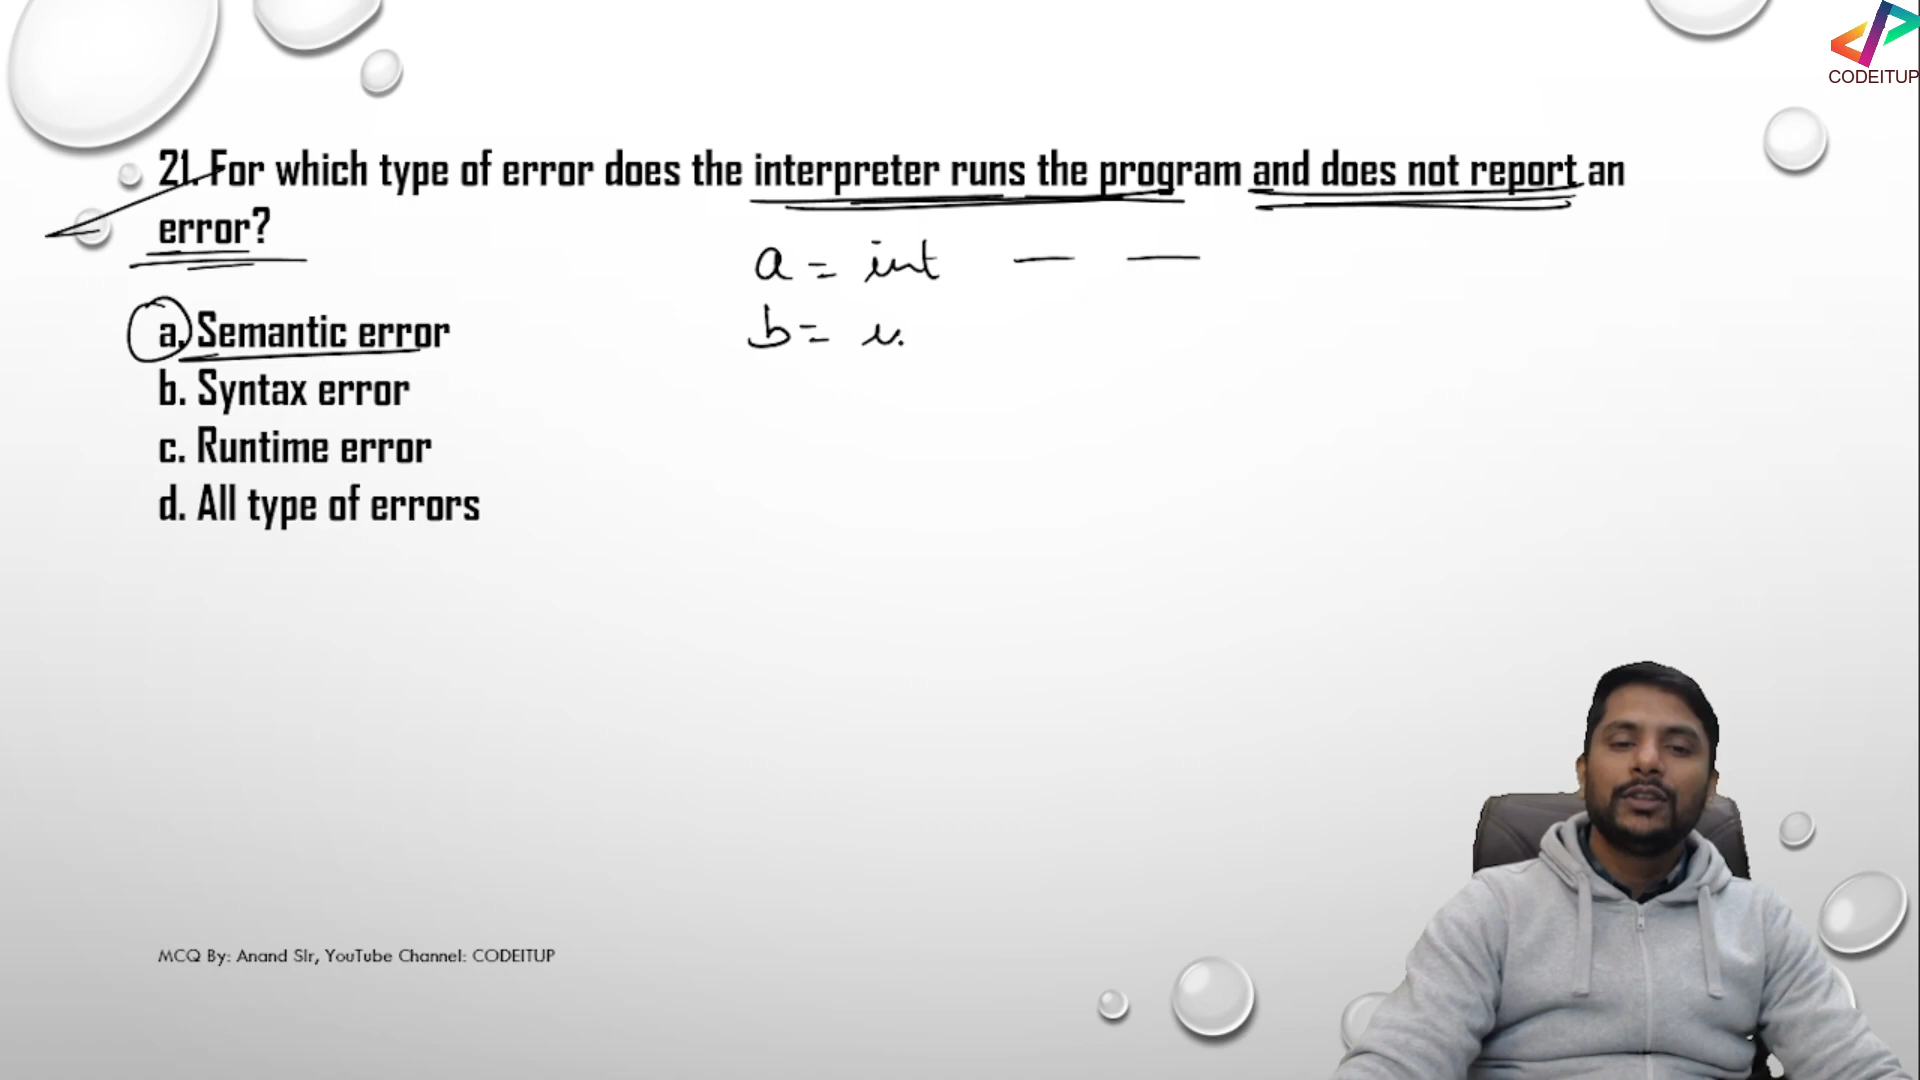 CODEITUP
21. For which type of error does the interpreter runs the program and does not report an
error?
a = int — —
b =
a. Semantic error
b. Syntax error
c. Runtime error
d. All type of errors
MCQ By: Anand SIr, YouTube Channel: CODEITUP